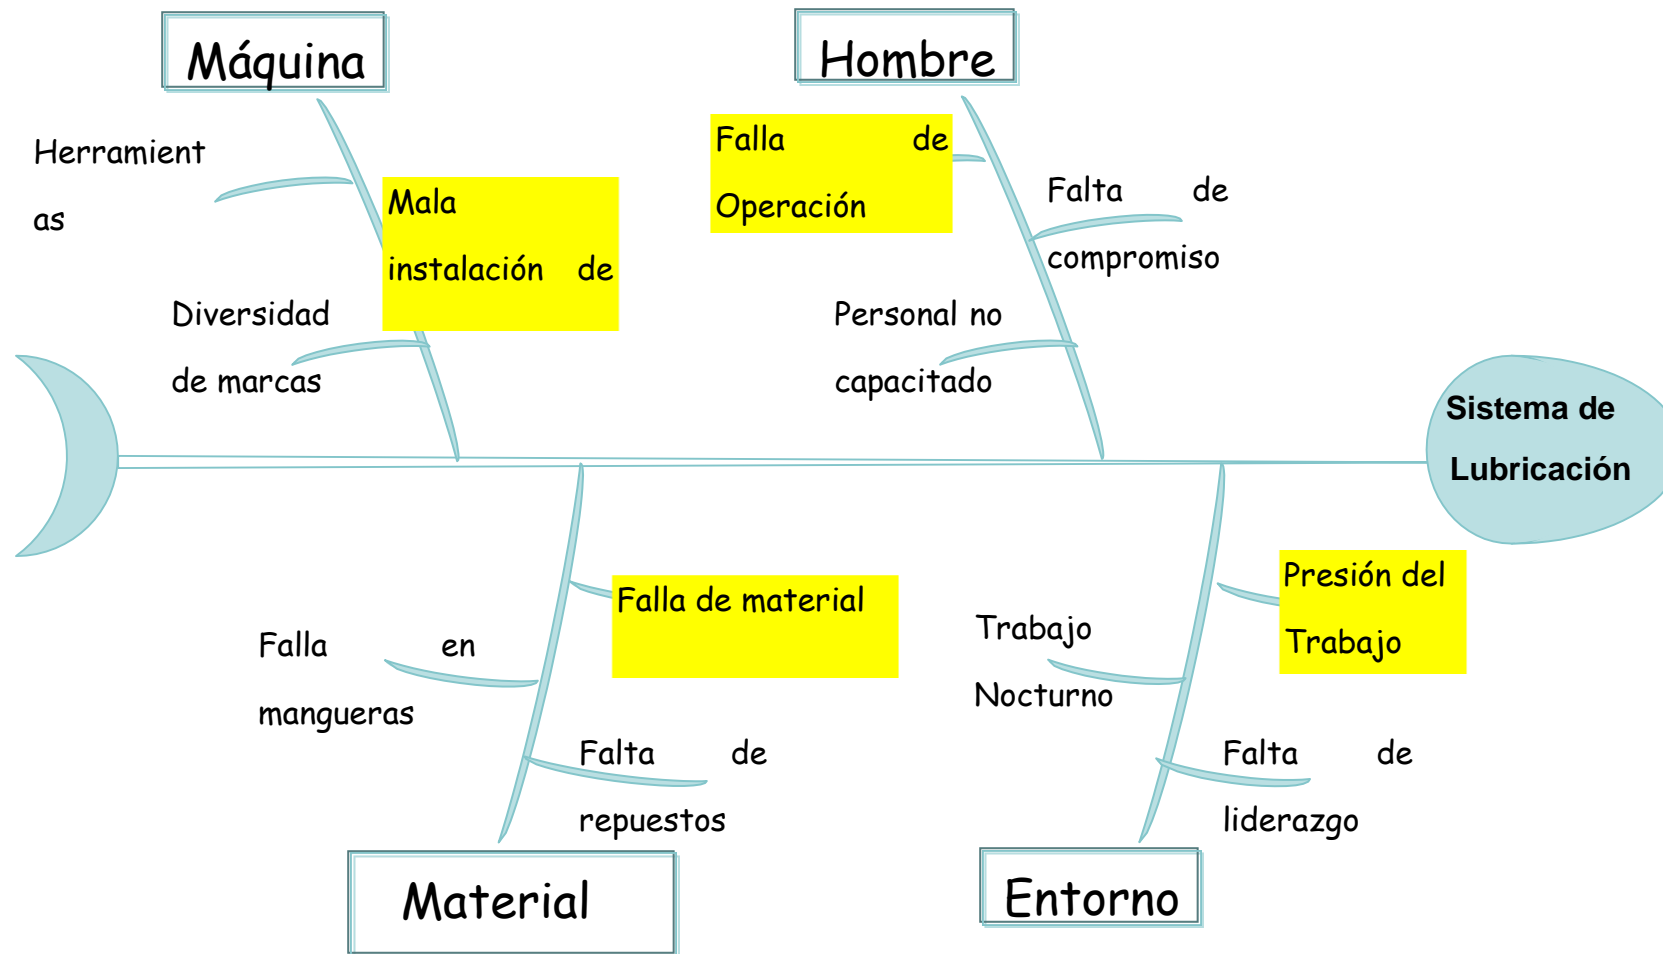 Máquina
Hombre
Herramient
as
Mala
instalación de
Diversidad
de marcas
Falla de
Operación
Falta de
compromiso
Personal no
capacitado
Sistema de
Lubricación
Falla de material
Falla en
mangueras
Falta de
repuestos
Presión del
Trabajo
Trabajo
Nocturno
Falta de
liderazgo
Material
Entorno